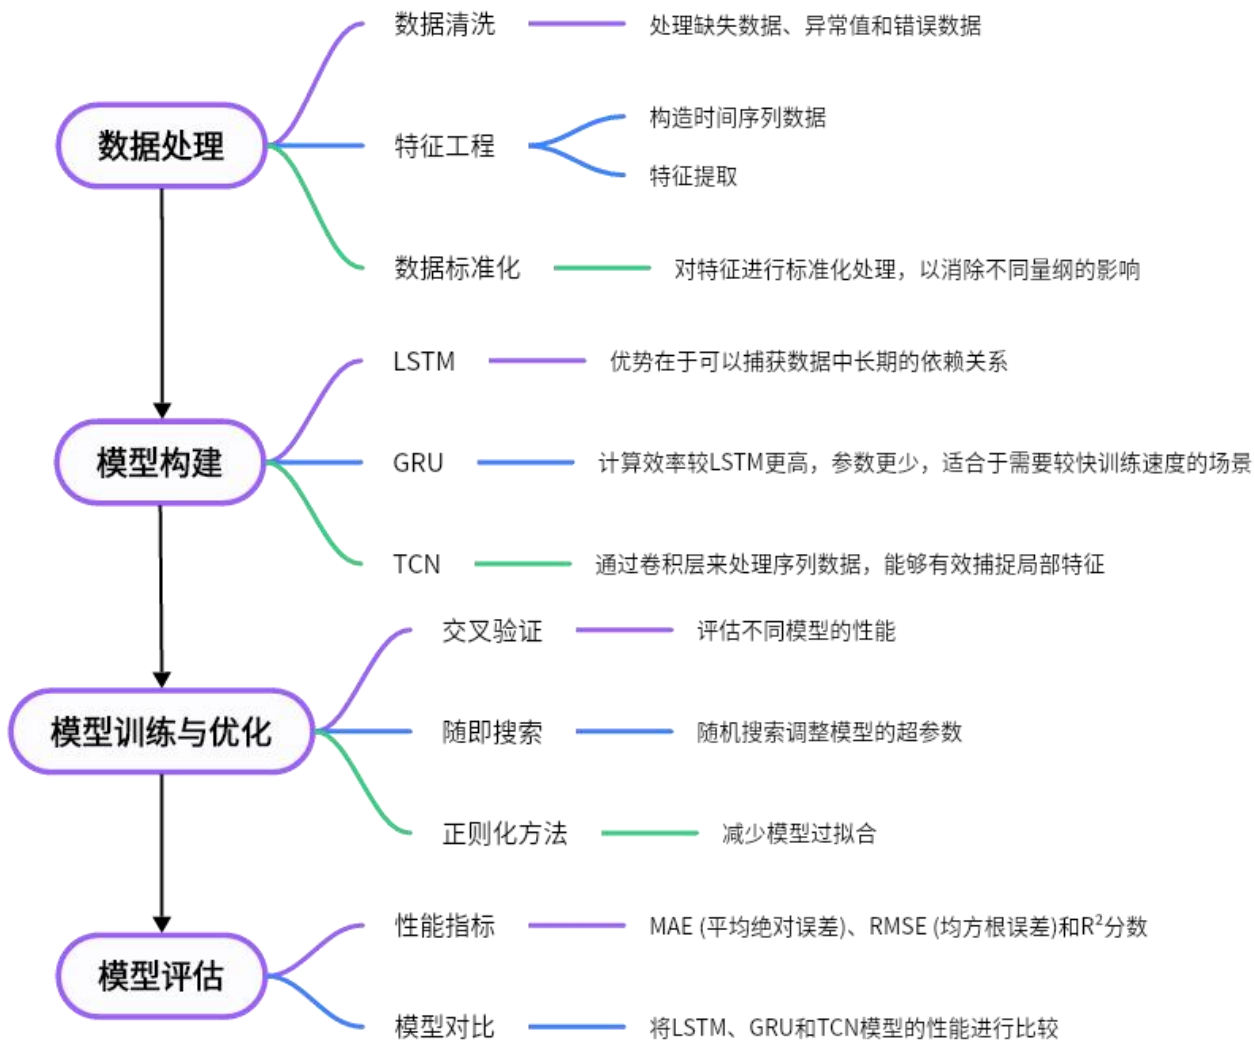 数据处理
数据清洗
处理缺失数据、异常值和错误数据
特征工程
构造时间序列数据
特征提取
数据标准化
对特征进行标准化处理，以消除不同量纲的影响
模型构建
LSTM
优势在于可以捕获数据中长期的依赖关系
GRU
计算效率较LSTM更高，参数更少，适合于需要较快训练速度的场景
TCN
通过卷积层来处理序列数据，能够有效捕捉局部特征
模型训练与优化
交叉验证
评估不同模型的性能
随即搜索
随机搜索调整模型的超参数
正则化方法
减少模型过拟合
模型评估
性能指标
MAE (平均绝对误差)、RMSE (均方根误差)和R²分数
模型对比
将LSTM、GRU和TCN模型的性能进行比较